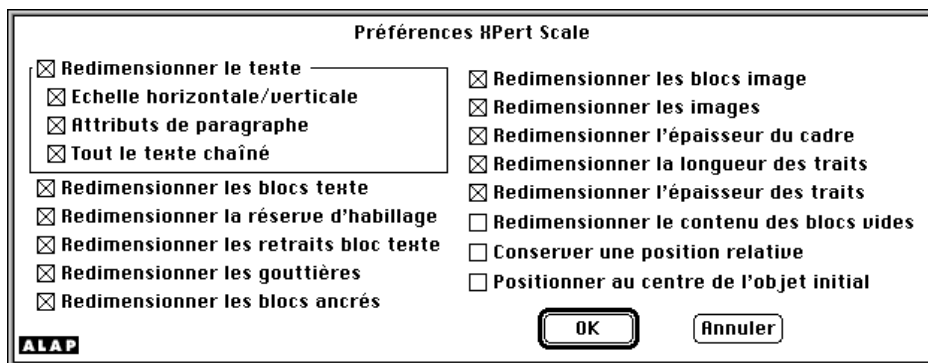 Préférences XPert Scale
Redimensionner le texte
Echelle horizontale/verticale
Attributs de paragraphe
Tout le texte chaîné
Redimensionner les blocs texte
Redimensionner la réserve d'habillage
Redimensionner les retraits bloc texte
Redimensionner les gouttières
Redimensionner les blocs ancrés
Redimensionner les blocs image
Redimensionner les images
Redimensionner l'épaisseur du cadre
Redimensionner la longueur des traits
Redimensionner l'épaisseur des traits
Redimensionner le contenu des blocs vides
Conserver une position relative
Positionner au centre de l'objet initial
OK
Annuler
ALAP